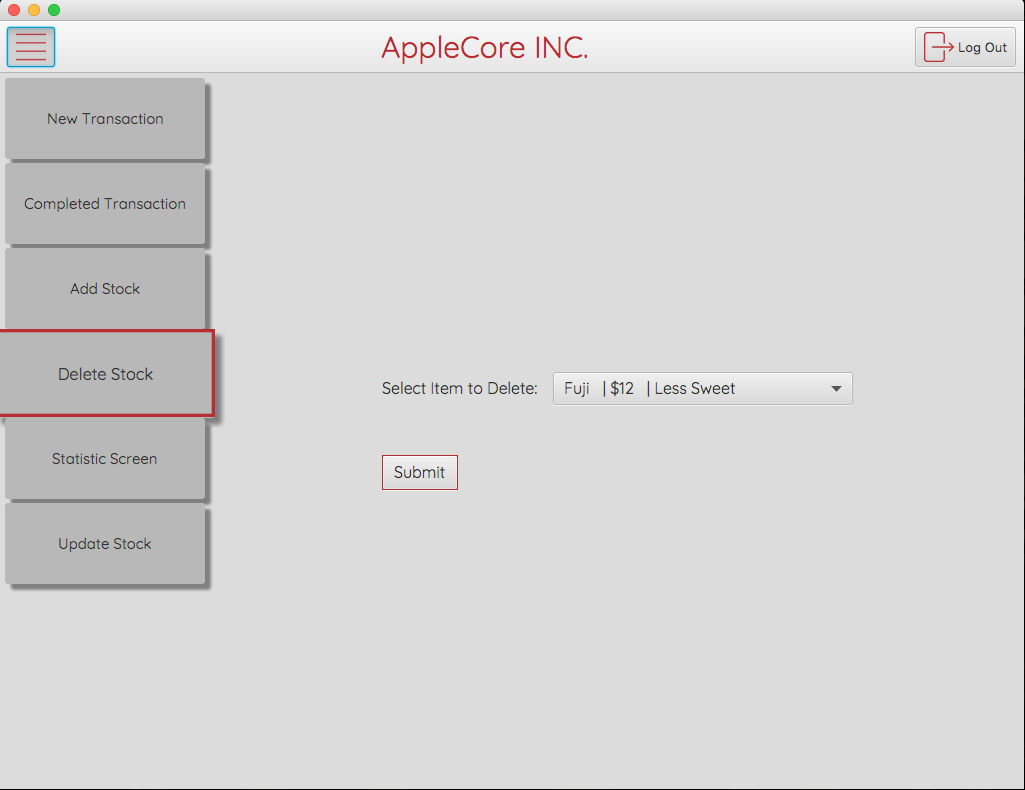 AppleCore INC.
Log Out
New Transaction
Completed Transaction
Add Stock
Delete Stock
Statistic Screen
Update Stock
Select Item to Delete:
Fuji | $12 | Less Sweet
Submit